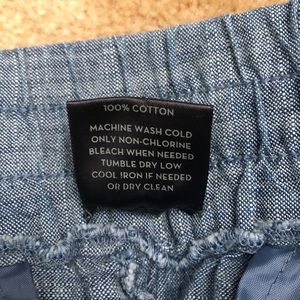 100% COTTON
MACHINE WASH COLD
ONLY NON-CHLORINE
BLEACH WHEN NEEDED
TUMBLE DRY LOW
COOL IRON IF NEEDED
OR DRY CLEAN